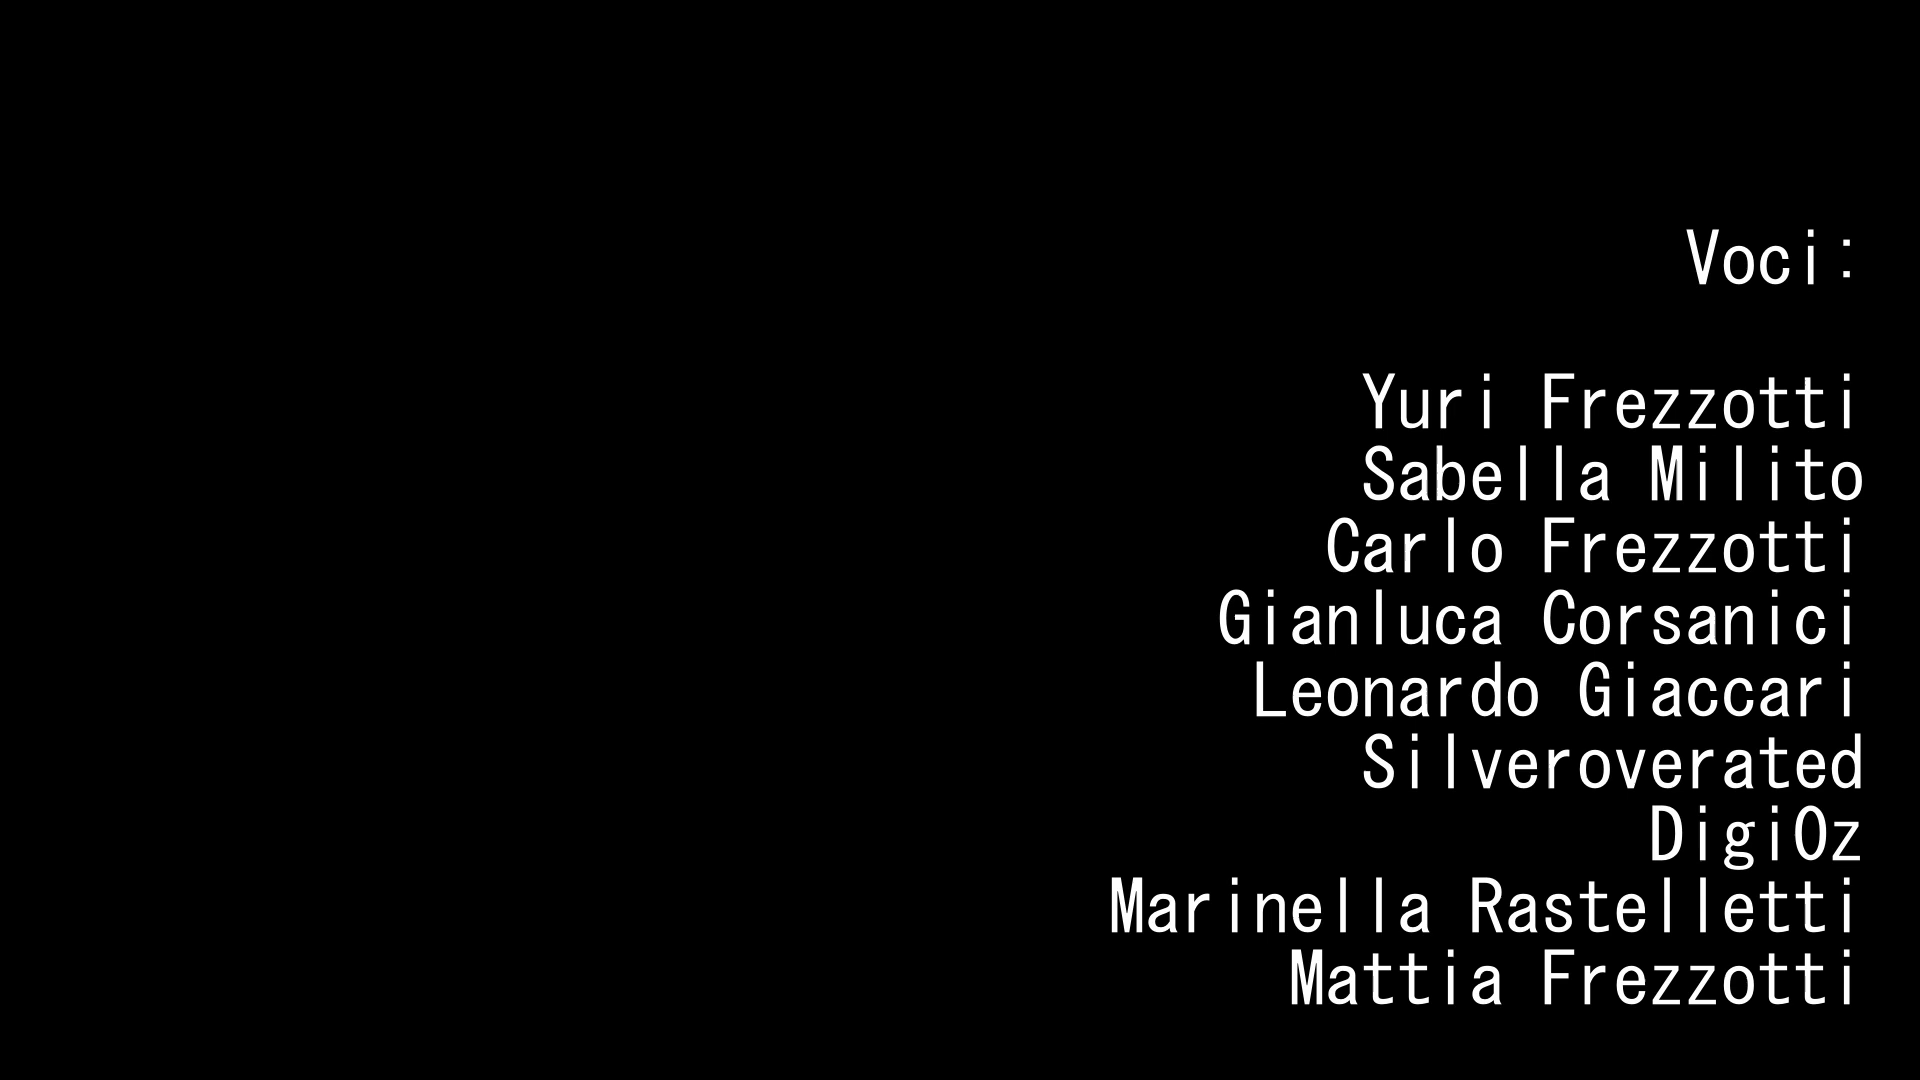 Voci:
Yuri Frezzotti
Sabella Milito
Carlo Frezzotti
Gianluca Corsanici
Leonardo Giaccari
Silveroverated
DigiOz
Marinella Rastelletti
Mattia Frezzotti